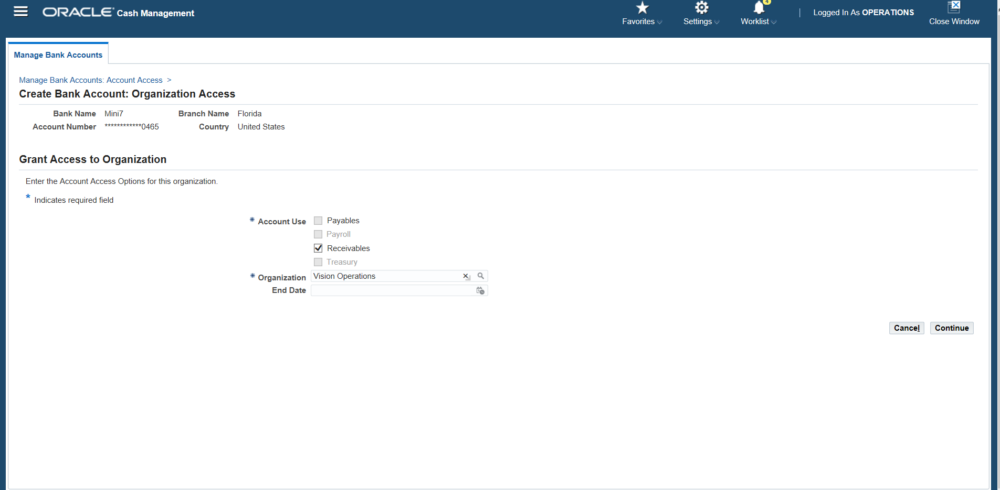 ORACLE Cash Management
Favorites
Settings
4
Worklist
Logged In As OPERATIONS
Close Window
Manage Bank Accounts
Manage Bank Accounts: Account Access >
Create Bank Account: Organization Access
Bank Name Mini7 Branch Name Florida
Account Number ************0465 Country United States
Grant Access to Organization
Enter the Account Access Options for this organization.
* Indicates required field
* Account Use Payables
Payroll
Receivables
Treasury
* Organization Vision Operations
End Date
Cancel Continue